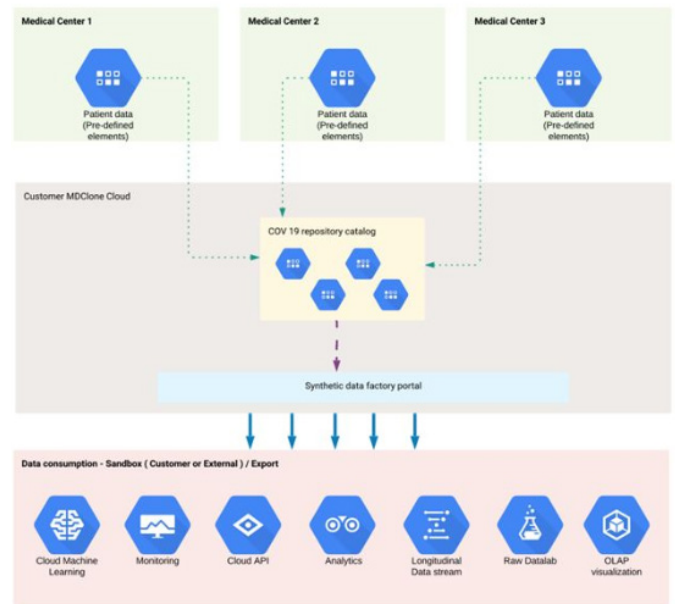 Medical Center 1
Medical Center 2
Medical Center 3
Patient data
(Pre-defined
elements)
Patient data
(Pre-defined
elements)
Patient data
(Pre-defined
elements)
Customer MDClone Cloud
COV 19 repository catalog
Synthetic data factory portal
Data consumption - Sandbox ( Customer or External ) / Export
Cloud Machine
Learning
Monitoring
Cloud API
Analytics
Longitudinal
Data stream
Raw Datalab
OLAP
visualization